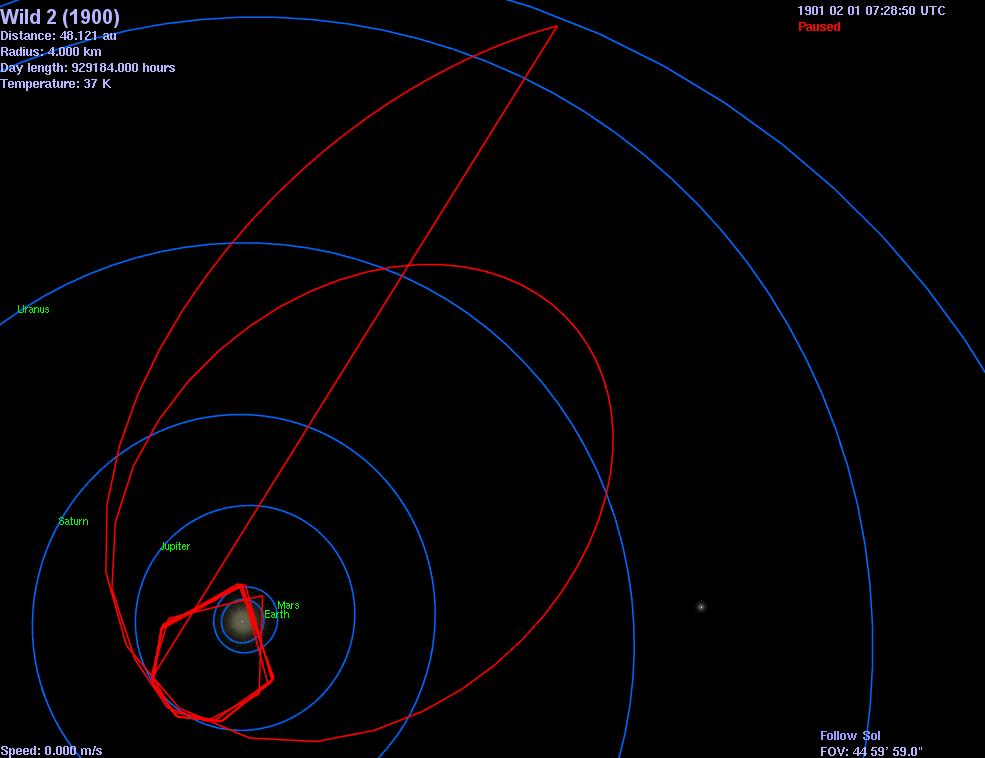 Wild 2 (1900)
Distance: 48.121 au
Radius: 4.000 km
Day length: 929184.000 hours
Temperature: 37 K
1901 02 01 07:28:50 UTC
Paused
Uranus
Saturn
Jupiter
Mars
Earth
Speed: 0.000 m/s
Follow Sol
FOV: 44 59' 59.0"